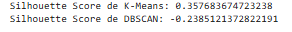 Silhouette Score de K-Means: 0.357683674723238
Silhouette Score de DBSCAN: -0.2385121372822191